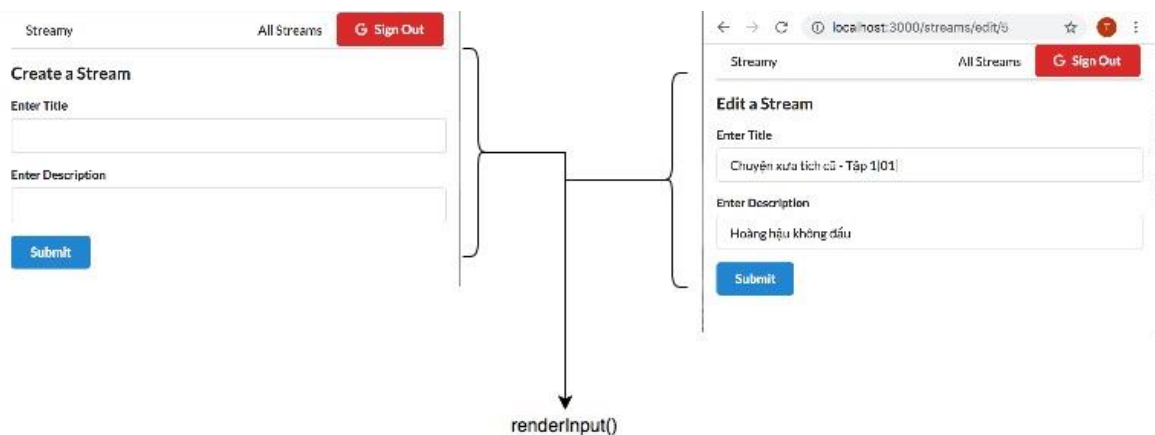 Streamy All Streams G Sign Out
Create a Stream
Enter Title
Enter Description
Submit
localhost:3000/streams/edit/5 T
Streamy All Streams G Sign Out
Edit a Stream
Enter Title
Chuyện xưa tích cũ - Tập 1|01|
Enter Description
Hoàng hậu không đầu
Submit
renderInput()